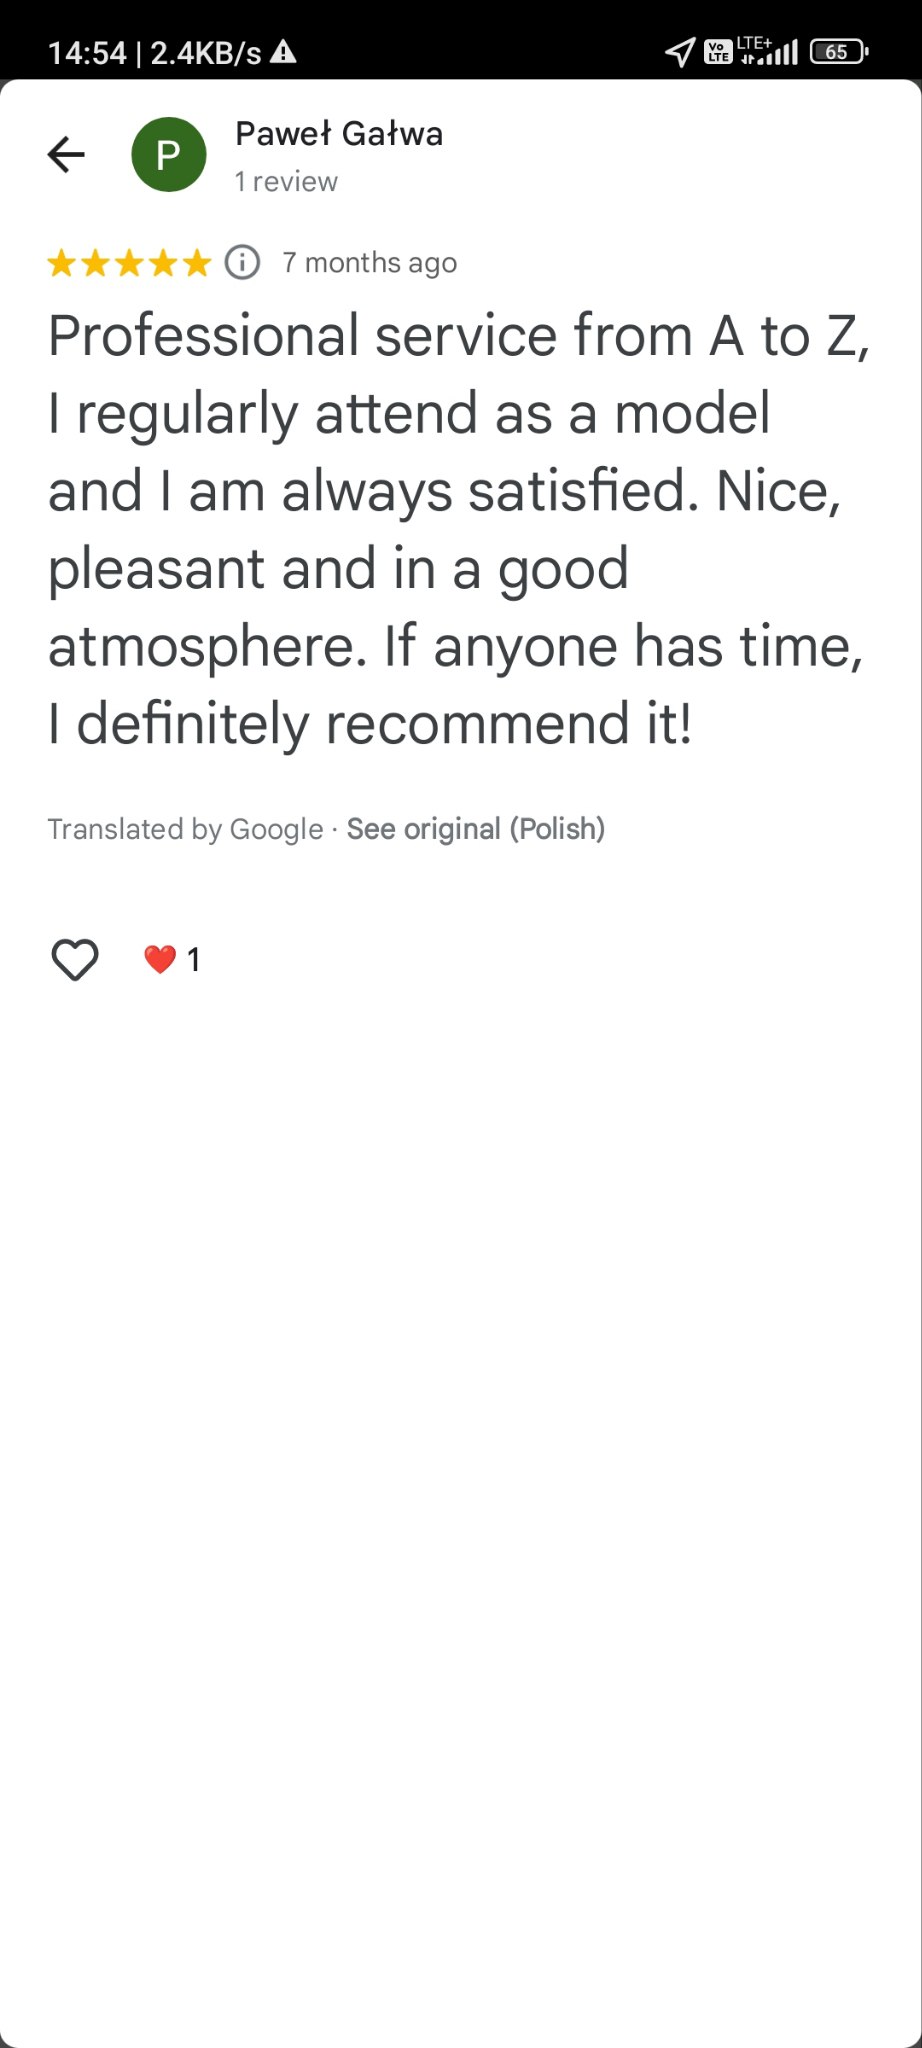 14:54 | 2.4KB/s
Vo LTE LTE+ 65
P
Paweł Gałwa
1 review
7 months ago
Professional service from A to Z,
I regularly attend as a model
and I am always satisfied. Nice,
pleasant and in a good
atmosphere. If anyone has time,
I definitely recommend it!
Translated by Google · See original (Polish)
❤️ 1